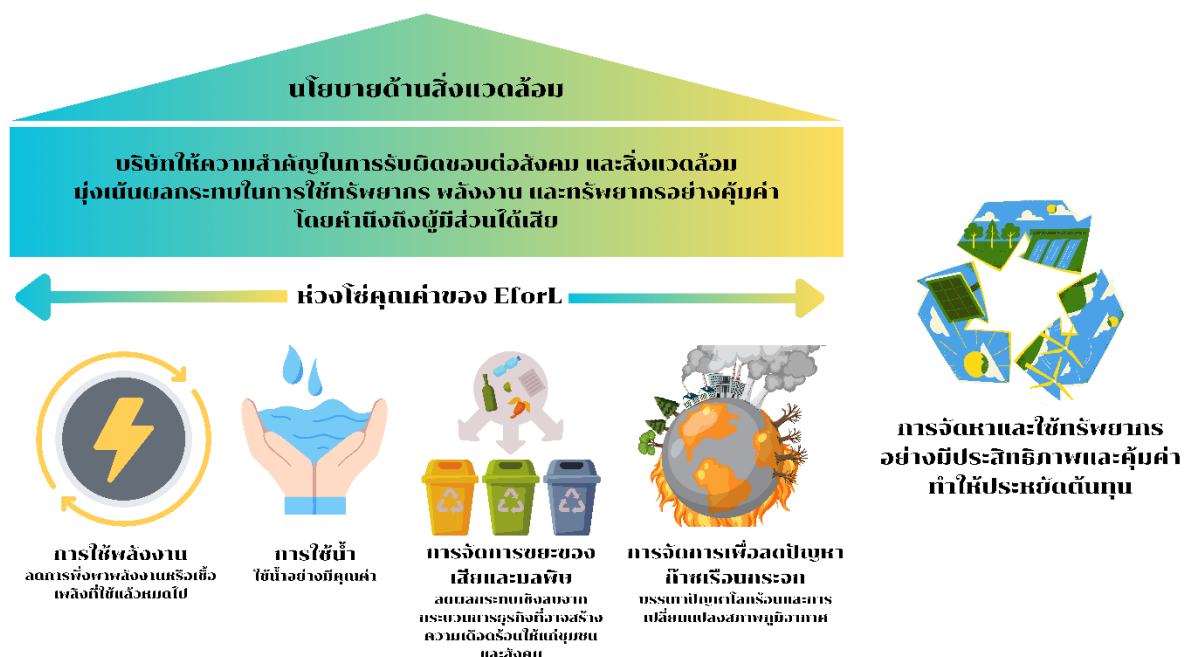 นโยบายด้านสิ่งแวดล้อม
บริษัทให้ความสำคัญในการรับผิดชอบต่อสังคม และสิ่งแวดล้อม
มุ่งเน้นผลกระทบในการใช้ทรัพยากร พลังงาน และทรัพยากรอย่างคุ้มค่า
โดยคำนึงถึงผู้มีส่วนได้เสีย
ห่วงโซ่คุณค่าของ EforL
การใช้พลังงาน
ลดการพึ่งพาพลังงานหรือเชื้อ
เพลิงที่ใช้แล้วหมดไป
การใช้น้ำ
ใช้น้ำอย่างมีคุณค่า
การจัดการขยะของ
เสียและมลพิษ
ลดผลกระทบเชิงลบจาก
กระบวนการธุรกิจที่อาจสร้าง
ความเดือดร้อนให้แก่ชุมชน
และสังคม
การจัดการเพื่อลดปัญหา
ก๊าซเรือนกระจก
บรรเทาปัญหาโลกร้อนและการ
เปลี่ยนแปลงสภาพภูมิอากาศ
การจัดหาและใช้ทรัพยากร
อย่างมีประสิทธิภาพและคุ้มค่า
ทำให้ประหยัดต้นทุน